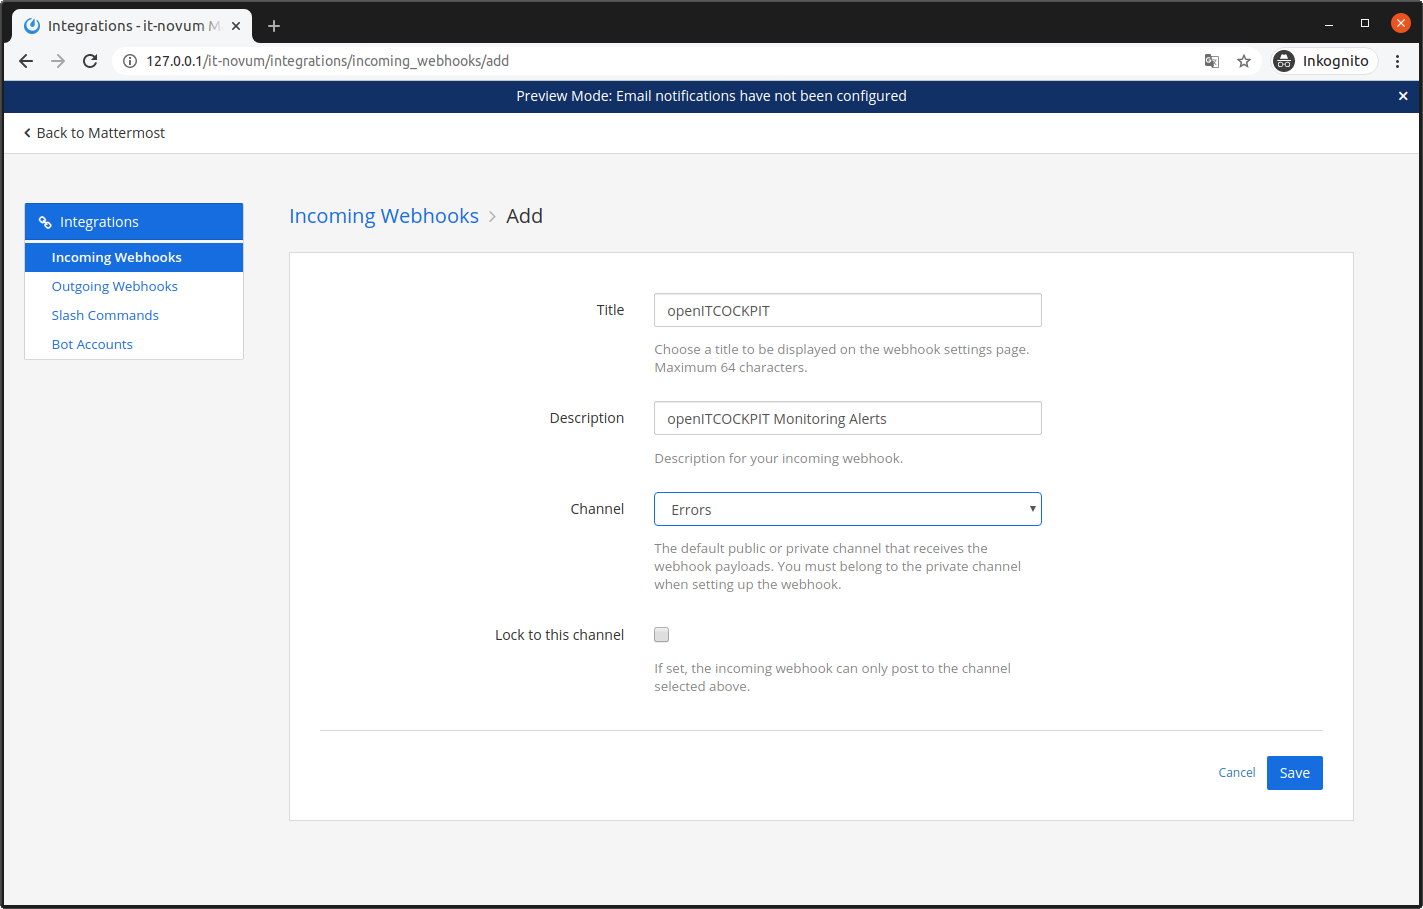 Integrations - it-novum M
127.0.0.1/it-novum/integrations/incoming_webhooks/add
Inkognito
Preview Mode: Email notifications have not been configured
Back to Mattermost
Integrations
Incoming Webhooks
Outgoing Webhooks
Slash Commands
Bot Accounts
Incoming Webhooks > Add
Title
openITCOCKPIT
Choose a title to be displayed on the webhook settings page.
Maximum 64 characters.
Description
openITCOCKPIT Monitoring Alerts
Description for your incoming webhook.
Channel
Errors
The default public or private channel that receives the
webhook payloads. You must belong to the private channel
when setting up the webhook.
Lock to this channel
If set, the incoming webhook can only post to the channel
selected above.
Cancel
Save